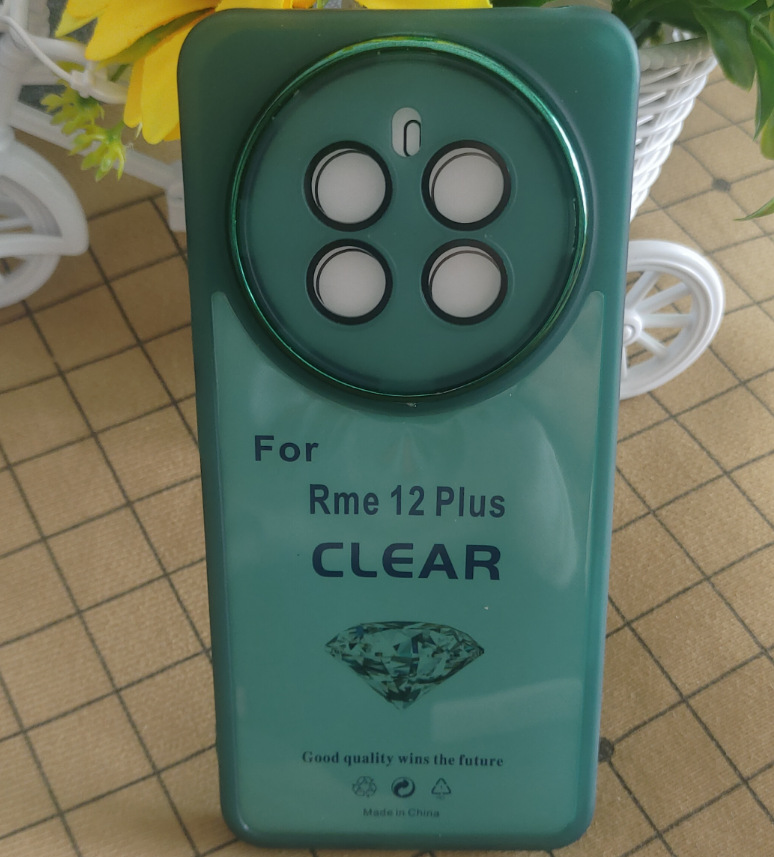 For
Rme 12 Plus
CLEAR
Good quality wins the future
Made in China